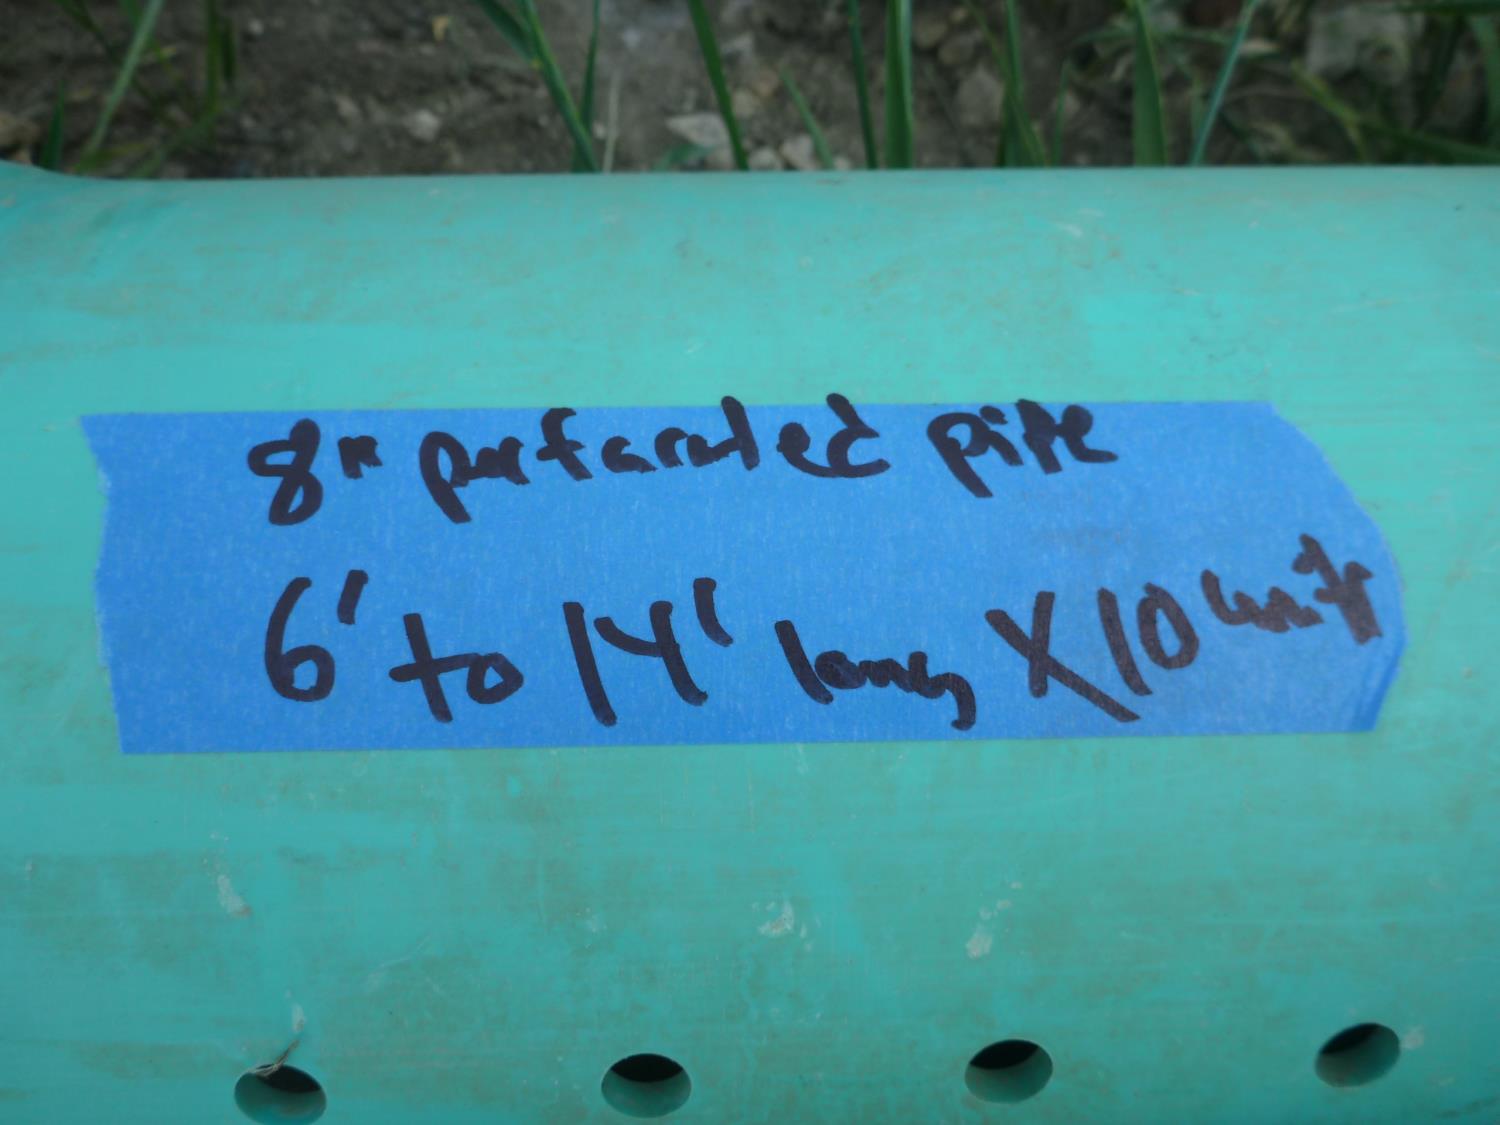 8" perforated pipe
6' to 14' long X 10 units